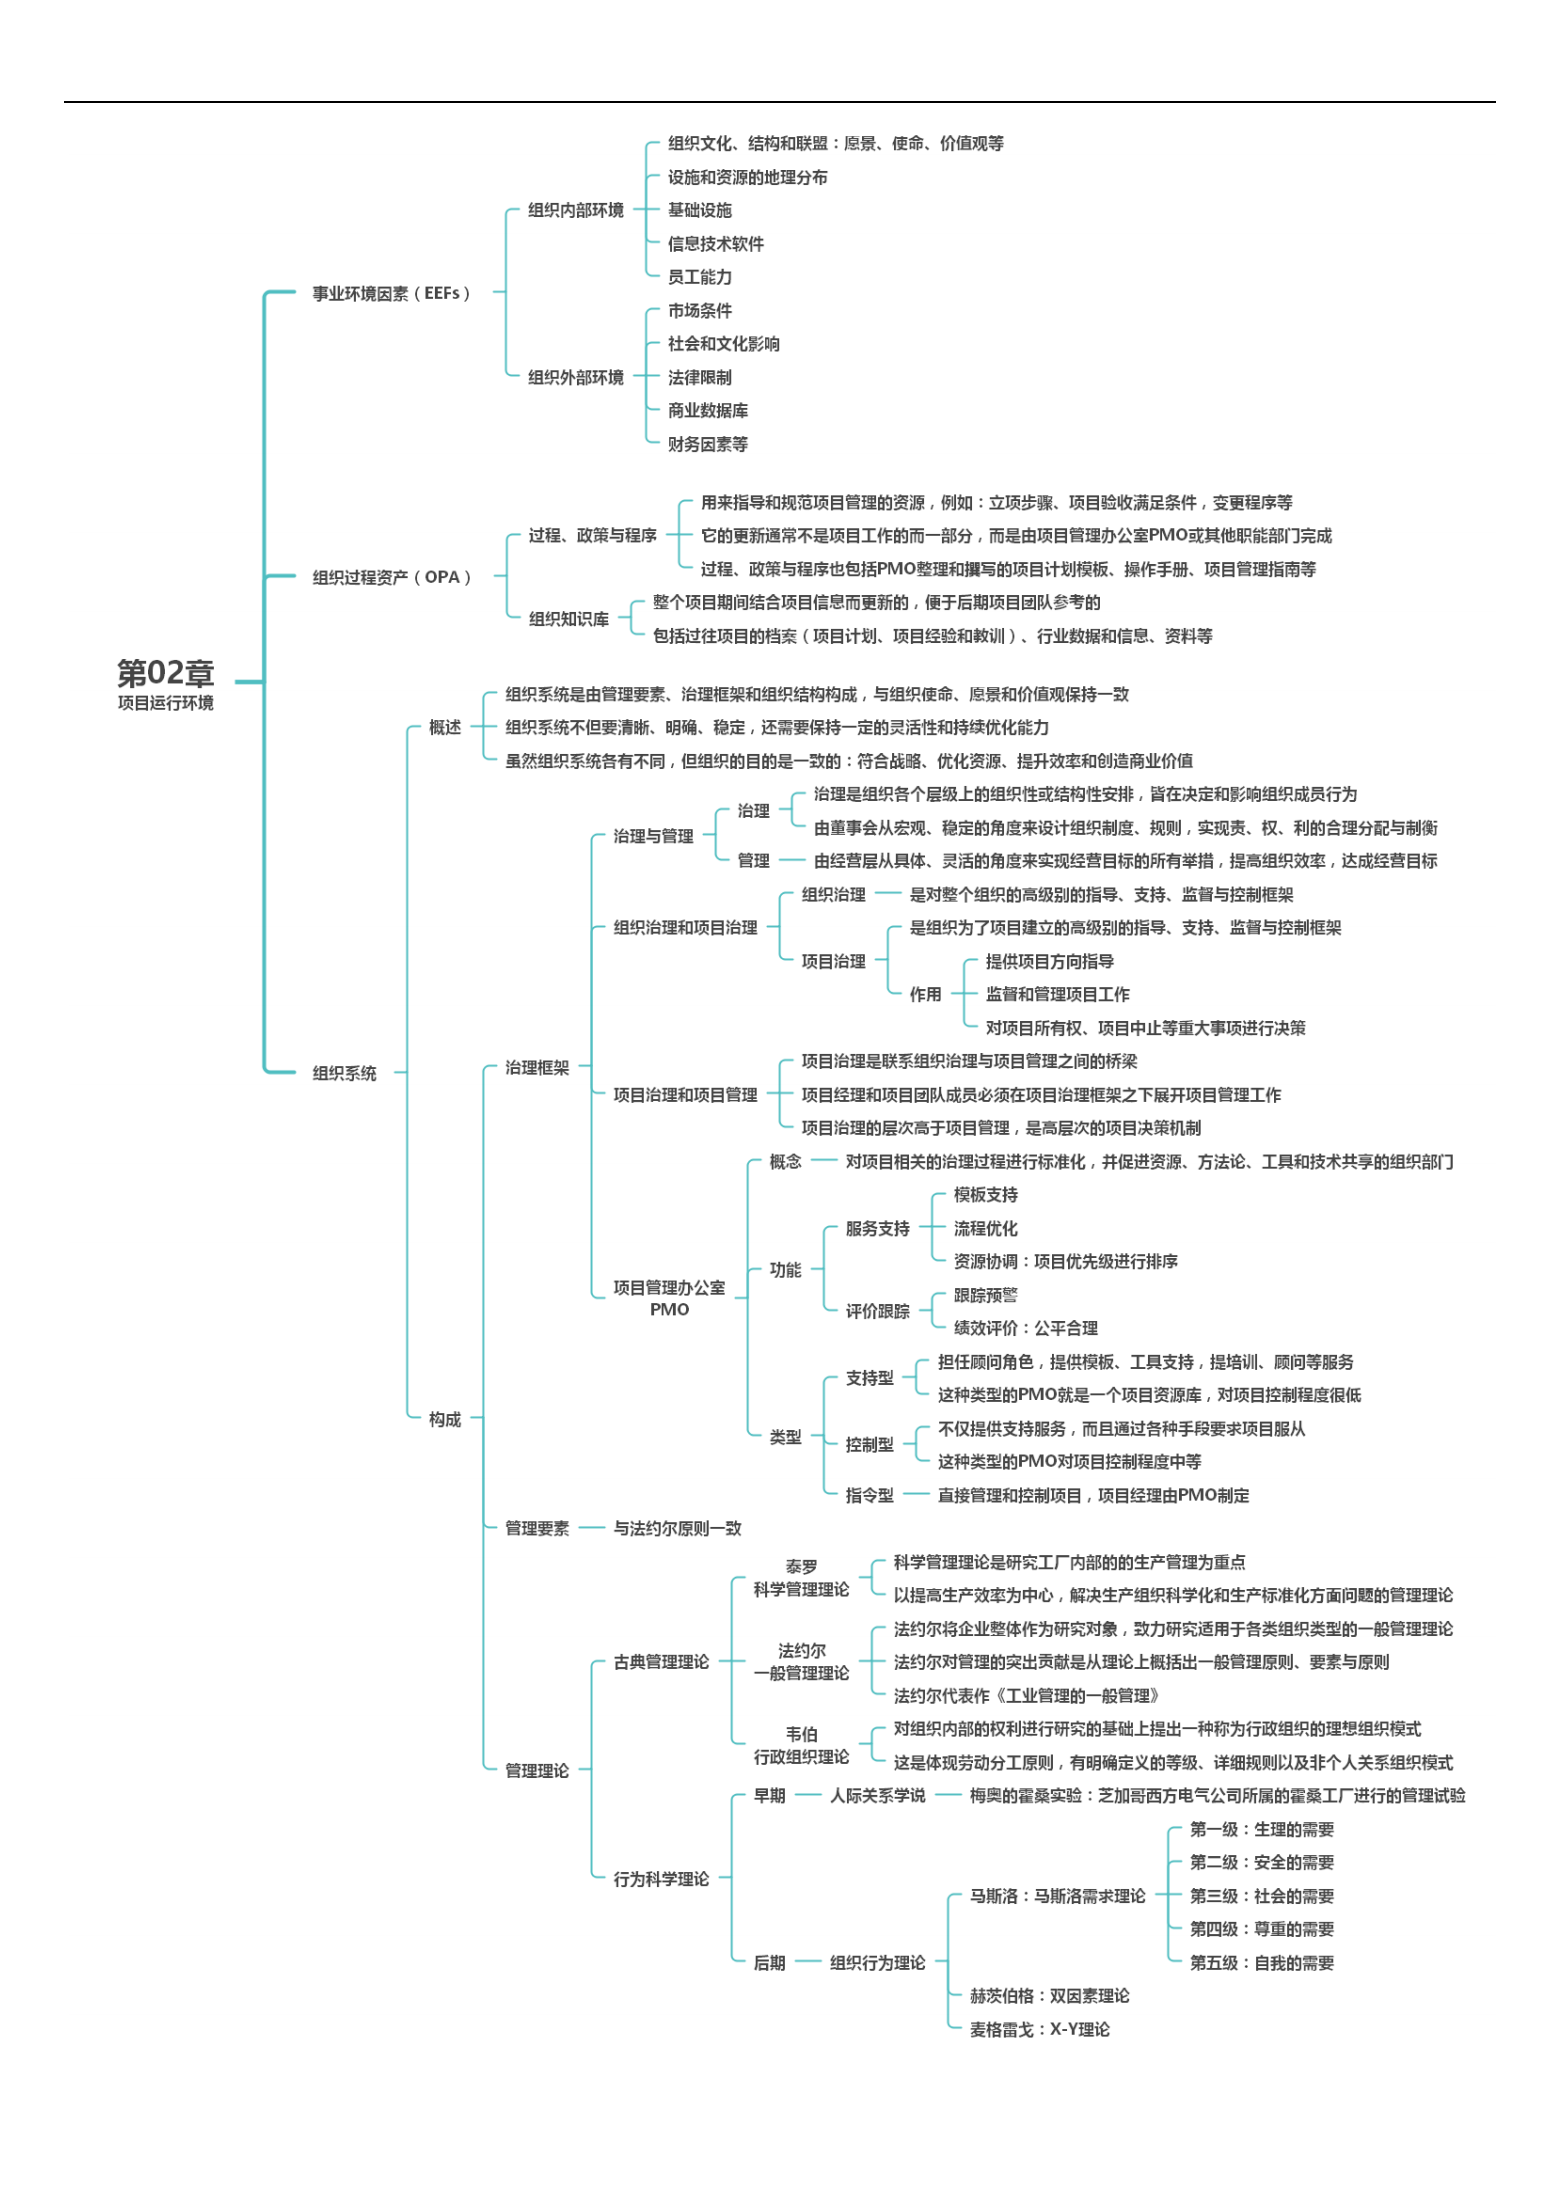 组织文化、结构和联盟：愿景、使命、价值观等
设施和资源的地理分布
组织内部环境
基础设施
信息技术软件
员工能力
事业环境因素（EEFs）
市场条件
社会和文化影响
组织外部环境
法律限制
商业数据库
财务因素等
用来指导和规范项目管理的资源，例如：立项步骤、项目验收满足条件，变更程序等
过程、政策与程序
它的更新通常不是项目工作的而一部分，而是由项目管理办公室PMO或其他职能部门完成
过程、政策与程序也包括PMO整理和撰写的项目计划模板、操作手册、项目管理指南等
组织过程资产（OPA）
整个项目期间结合项目信息而更新的，便于后期项目团队参考的
组织知识库
包括过往项目的档案（项目计划、项目经验和教训）、行业数据和信息、资料等
第02章
项目运行环境
组织系统是由管理要素、治理框架和组织结构构成，与组织使命、愿景和价值观保持一致
概述
组织系统不但要清晰、明确、稳定，还需要保持一定的灵活性和持续优化能力
虽然组织系统各有不同，但组织的目的是一致的：符合战略、优化资源、提升效率和创造商业价值
治理是组织各个层级上的组织性或结构性安排，皆在决定和影响组织成员行为
治理
由董事会从宏观、稳定的角度来设计组织制度、规则，实现责、权、利的合理分配与制衡
治理与管理
管理
由经营层从具体、灵活的角度来实现经营目标的所有举措，提高组织效率，达成经营目标
组织治理
是对整个组织的高级别的指导、支持、监督与控制框架
组织治理和项目治理
是组织为了项目建立的高级别的指导、支持、监督与控制框架
项目治理
提供项目方向指导
作用
监督和管理项目工作
对项目所有权、项目中止等重大事项进行决策
组织系统
治理框架
项目治理是联系组织治理与项目管理之间的桥梁
项目治理和项目管理
项目经理和项目团队成员必须在项目治理框架之下展开项目管理工作
项目治理的层次高于项目管理，是高层次的项目决策机制
概念
对项目相关的治理过程进行标准化，并促进资源、方法论、工具和技术共享的组织部门
模板支持
服务支持
流程优化
资源协调：项目优先级进行排序
功能
项目管理办公室
PMO
跟踪预警
评价跟踪
绩效评价：公平合理
担任顾问角色，提供模板、工具支持，提培训、顾问等服务
支持型
这种类型的PMO就是一个项目资源库，对项目控制程度很低
构成
类型
不仅提供支持服务，而且通过各种手段要求项目服从
控制型
这种类型的PMO对项目控制程度中等
指令型
直接管理和控制项目，项目经理由PMO制定
管理要素
与法约尔原则一致
泰罗
科学管理理论
科学管理理论是研究工厂内部的的生产管理为重点
以提高生产效率为中心，解决生产组织科学化和生产标准化方面问题的管理理论
法约尔将企业整体作为研究对象，致力研究适用于各类组织类型的一般管理理论
古典管理理论
法约尔
一般管理理论
法约尔对管理的突出贡献是从理论上概括出一般管理原则、要素与原则
法约尔代表作《工业管理的一般管理》
韦伯
行政组织理论
对组织内部的权利进行研究的基础上提出一种称为行政组织的理想组织模式
这是体现劳动分工原则，有明确定义的等级、详细规则以及非个人关系组织模式
管理理论
早期
人际关系学说
梅奥的霍桑实验：芝加哥西方电气公司所属的霍桑工厂进行的管理试验
行为科学理论
第一级：生理的需要
第二级：安全的需要
马斯洛：马斯洛需求理论
第三级：社会的需要
第四级：尊重的需要
第五级：自我的需要
后期
组织行为理论
赫茨伯格：双因素理论
麦格雷戈：X-Y理论